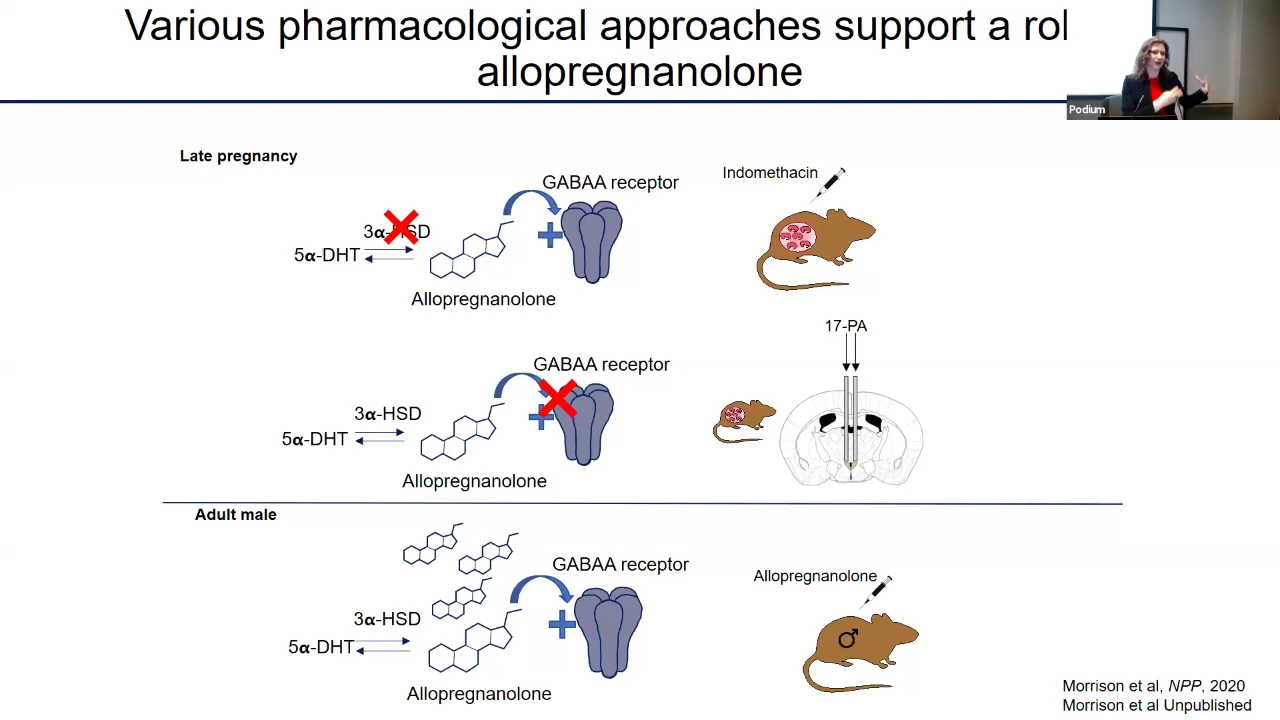 Various pharmacological approaches support a rol
allopregnanolone
Podium
Late pregnancy
GABAA receptor
Indomethacin
3α-HSD
5α-DHT
Allopregnanolone
17-PA
GABAA receptor
3α-HSD
5α-DHT
Allopregnanolone
Adult male
GABAA receptor
Allopregnanolone
3α-HSD
5α-DHT
Allopregnanolone
Morrison et al, NPP, 2020
Morrison et al Unpublished